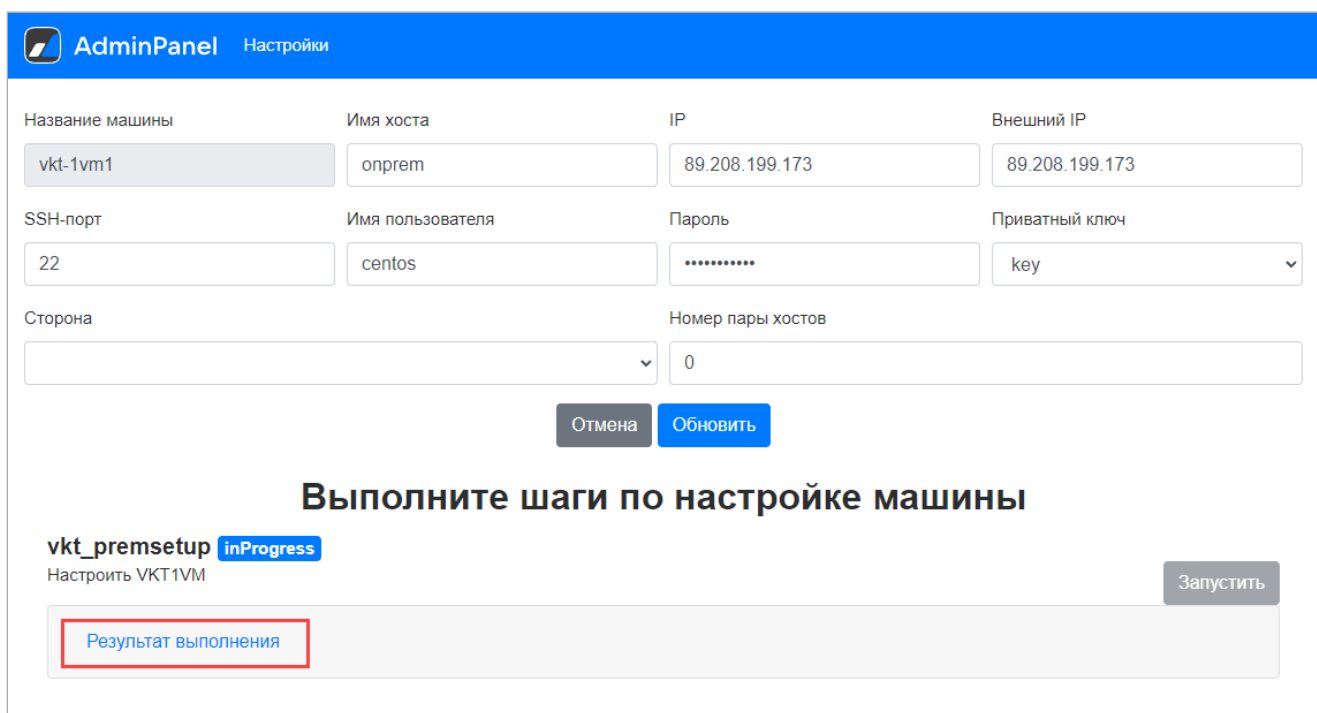 AdminPanel Настройки
Название машины Имя хоста IP Внешний IP
vkt-1vm1 onprem 89.208.199.173 89.208.199.173
SSH-порт Имя пользователя Пароль Приватный ключ
22 centos ••••••••••• key
Сторона Номер пары хостов
0
Отмена Обновить
Выполните шаги по настройке машины
vkt_premsetup inProgress
Настроить VKT1VM
Запустить
Результат выполнения